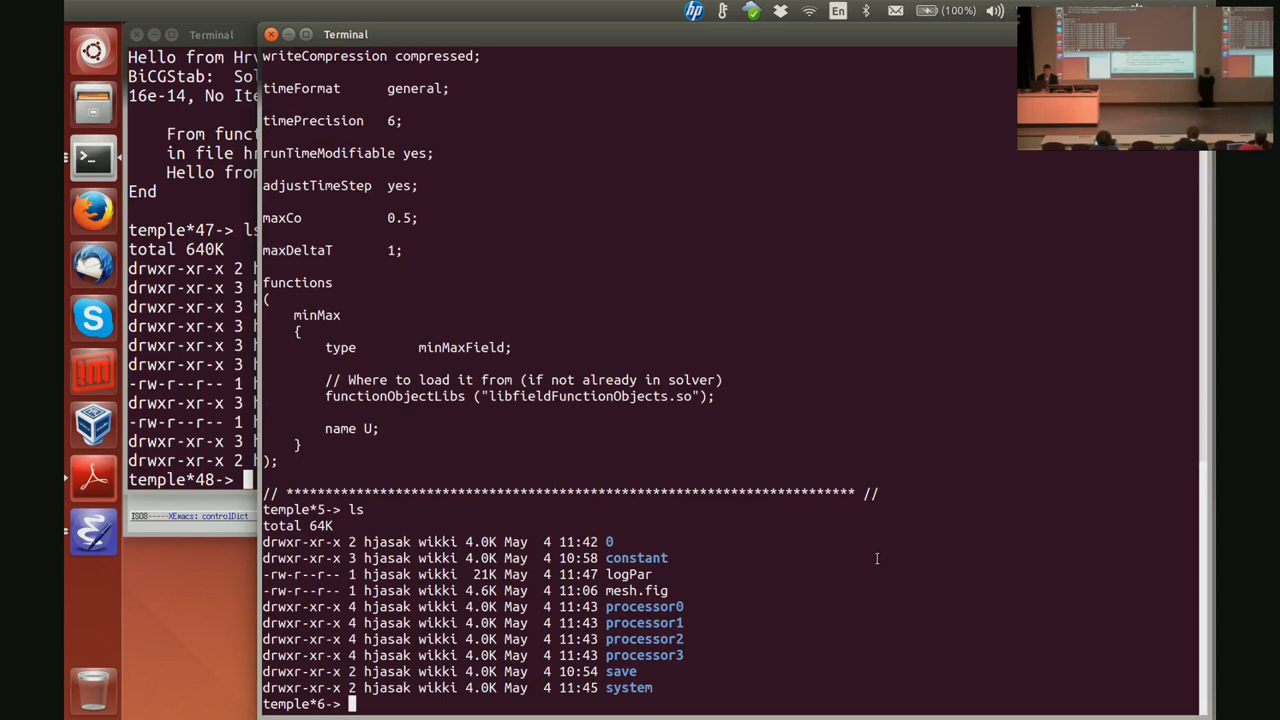 En
(100%)
Terminal
Terminal
Hello from Hrv
BiCGStab: Sol
16e-14, No Ite
From funct
in file hr
Hello from
End
temple*47-> ls
total 640K
drwxr-xr-x 2 h
drwxr-xr-x 3 h
drwxr-xr-x 3 h
drwxr-xr-x 3 h
drwxr-xr-x 3 h
drwxr-xr-x 3 h
-rw-r--r-- 1 h
drwxr-xr-x 3 h
-rw-r--r-- 1 h
drwxr-xr-x 3 h
drwxr-xr-x 2 h
temple*48->
ISO8-----XEmacs: controlDict
writeCompression compressed;
timeFormat general;
timePrecision 6;
runTimeModifiable yes;
adjustTimeStep yes;
maxCo 0.5;
maxDeltaT 1;
functions
(
minMax
{
type minMaxField;
// Where to load it from (if not already in solver)
functionObjectLibs ("libfieldFunctionObjects.so");
name U;
}
);
// ************************************************************************* //
temple*5-> ls
total 64K
drwxr-xr-x 2 hjasak wikki 4.0K May 4 11:42 0
drwxr-xr-x 3 hjasak wikki 4.0K May 4 10:58 constant
-rw-r--r-- 1 hjasak wikki 21K May 4 11:47 logPar
-rw-r--r-- 1 hjasak wikki 4.6K May 4 11:06 mesh.fig
drwxr-xr-x 4 hjasak wikki 4.0K May 4 11:43 processor0
drwxr-xr-x 4 hjasak wikki 4.0K May 4 11:43 processor1
drwxr-xr-x 4 hjasak wikki 4.0K May 4 11:43 processor2
drwxr-xr-x 4 hjasak wikki 4.0K May 4 11:43 processor3
drwxr-xr-x 2 hjasak wikki 4.0K May 4 10:54 save
drwxr-xr-x 2 hjasak wikki 4.0K May 4 11:45 system
temple*6->